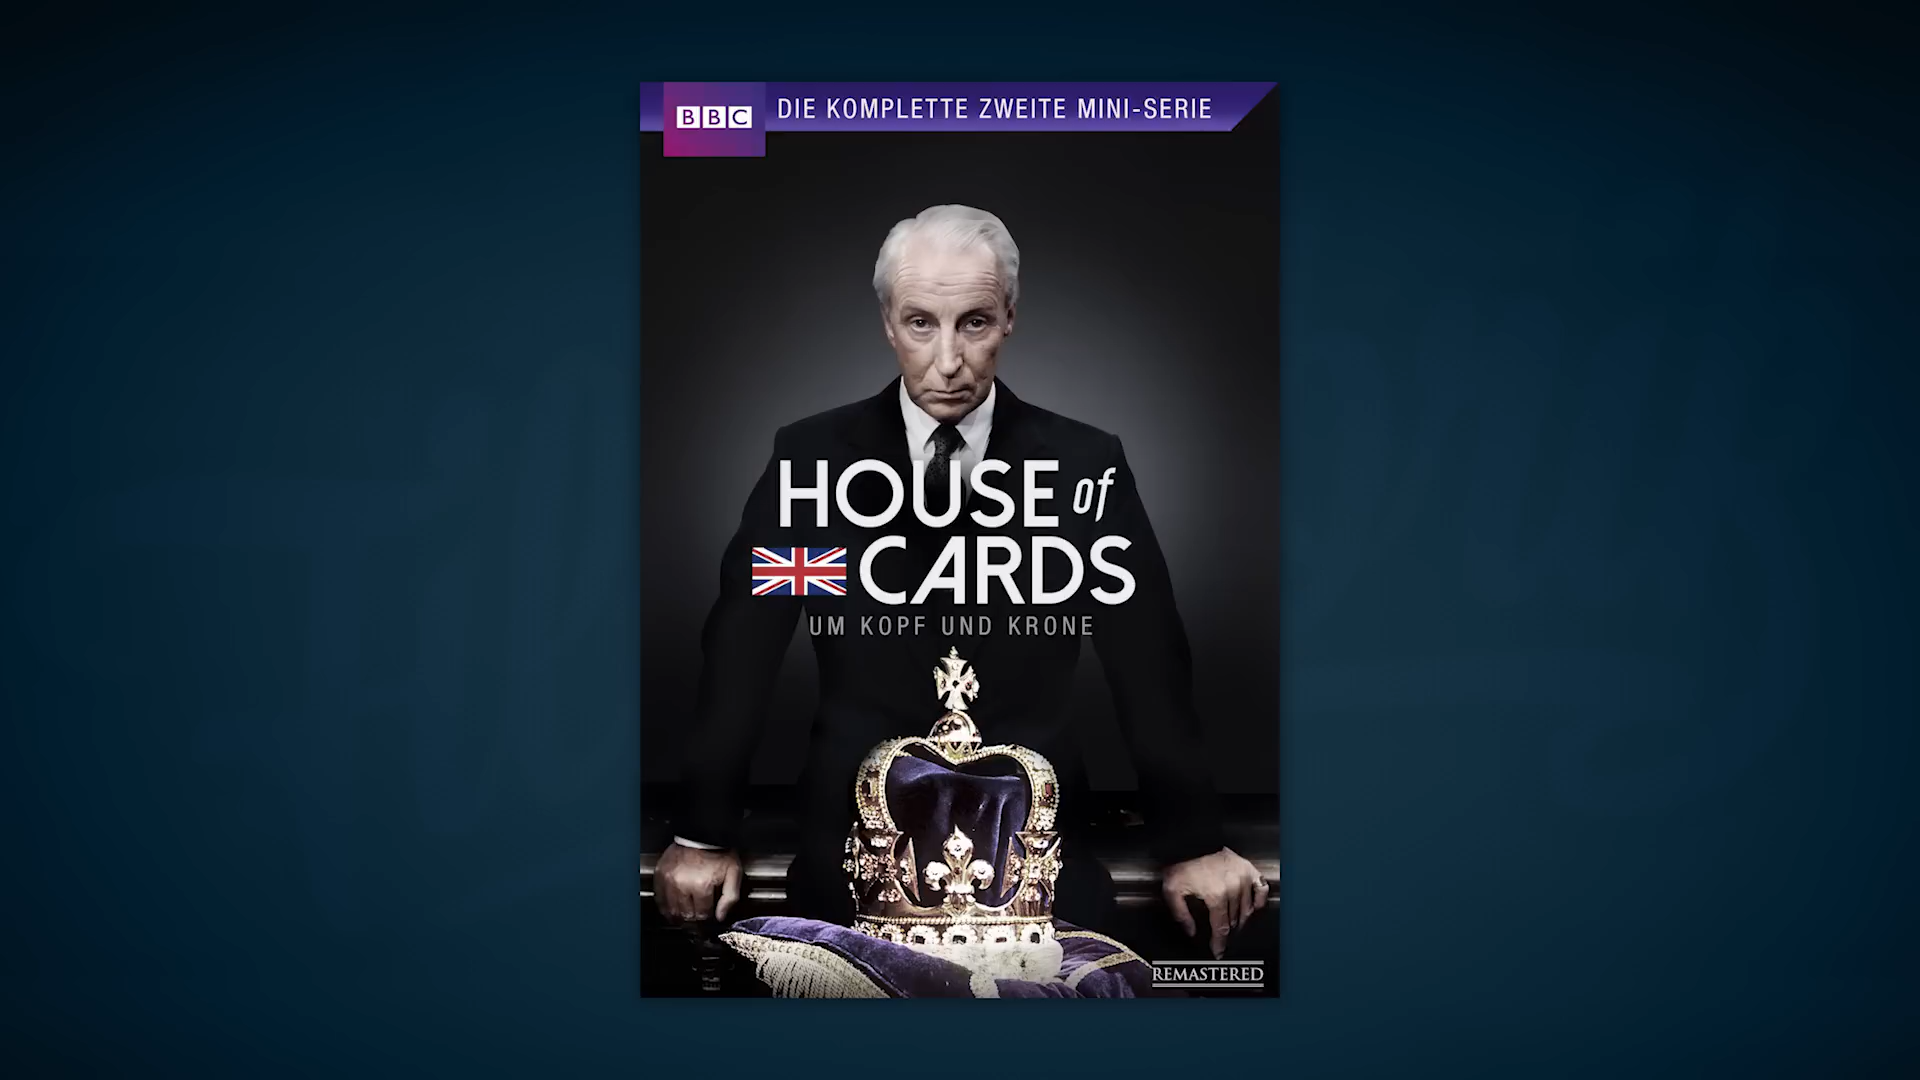 BBC DIE KOMPLETTE ZWEITE MINI-SERIE
HOUSE of
CARDS
UM KOPF UND KRONE
REMASTERED